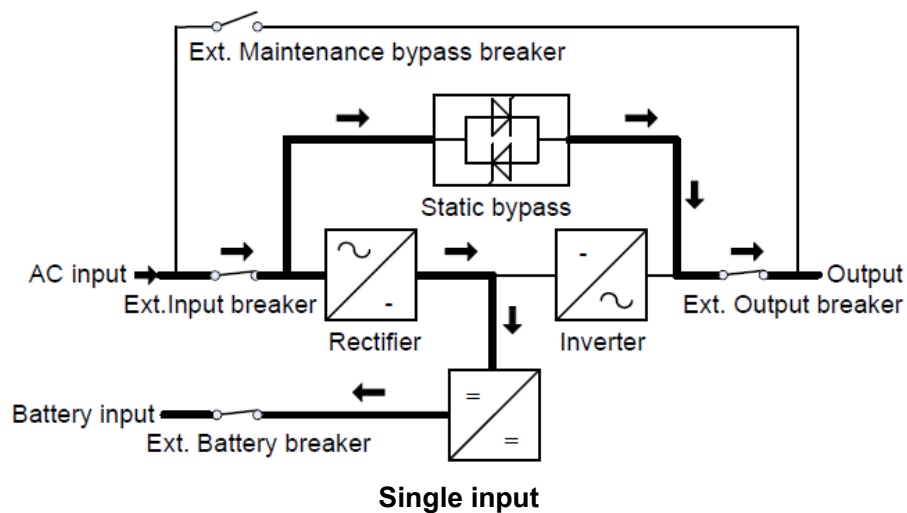 Ext. Maintenance bypass breaker
Static bypass
AC input
Output
Ext.Input breaker
Ext. Output breaker
-
Rectifier
-
Inverter
=
=
Battery input
Ext. Battery breaker
Single input